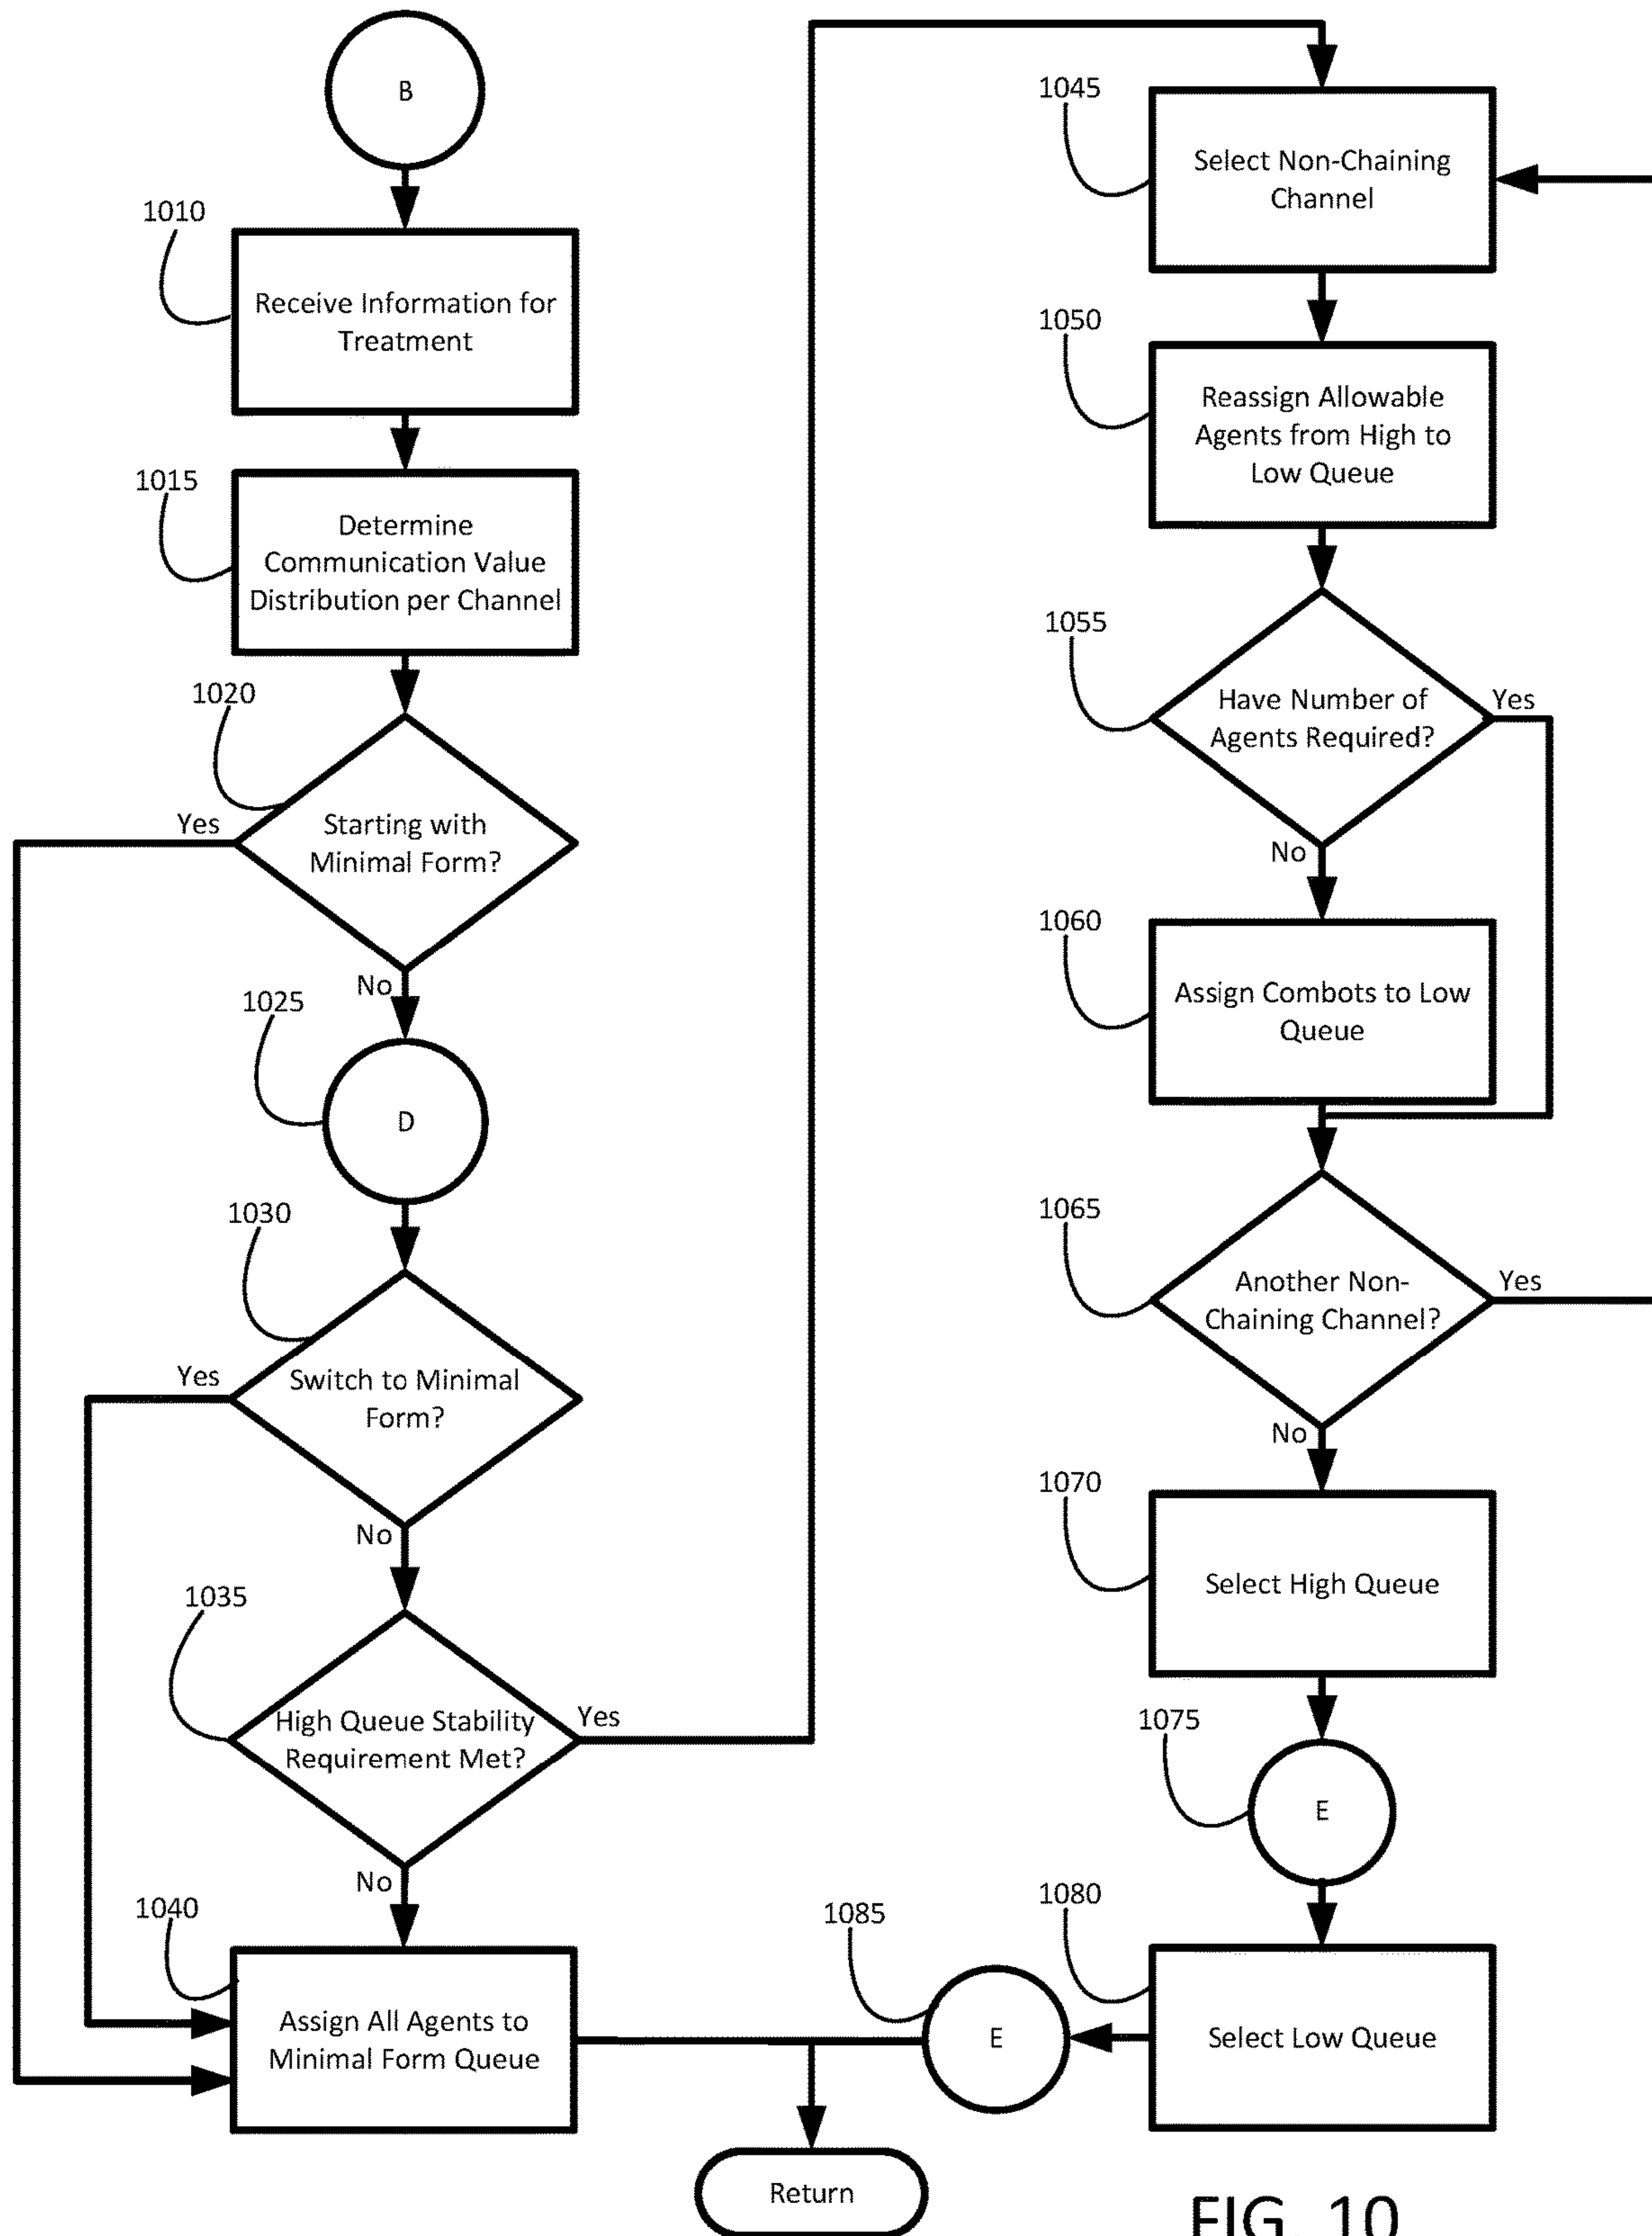 B
1010
Receive Information for
Treatment
1015
Determine
Communication Value
Distribution per Channel
1020
Yes
Starting with
Minimal Form?
No
1025
D
1030
Yes
Switch to Minimal
Form?
No
1035
High Queue Stability
Requirement Met?
Yes
No
1040
Assign All Agents to
Minimal Form Queue
1045
Select Non-Chaining
Channel
1050
Reassign Allowable
Agents from High to
Low Queue
1055
Have Number of
Agents Required?
Yes
No
1060
Assign Combots to Low
Queue
1065
Another Non-
Chaining Channel?
Yes
No
1070
Select High Queue
1075
E
1080
Select Low Queue
1085
E
Return
FIG. 10